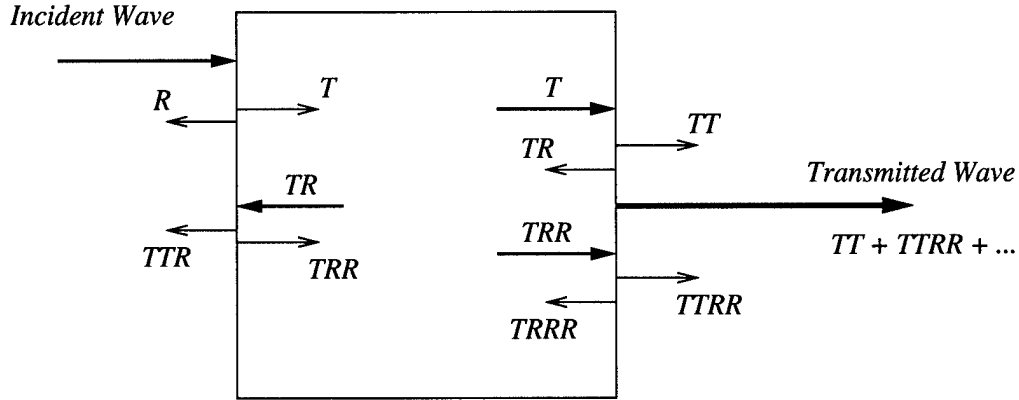 Incident Wave
R
T
T
TT
TR
Transmitted Wave
TR
TRR
TT + TTRR + ...
TTR
TRR
TRRR
TTRR